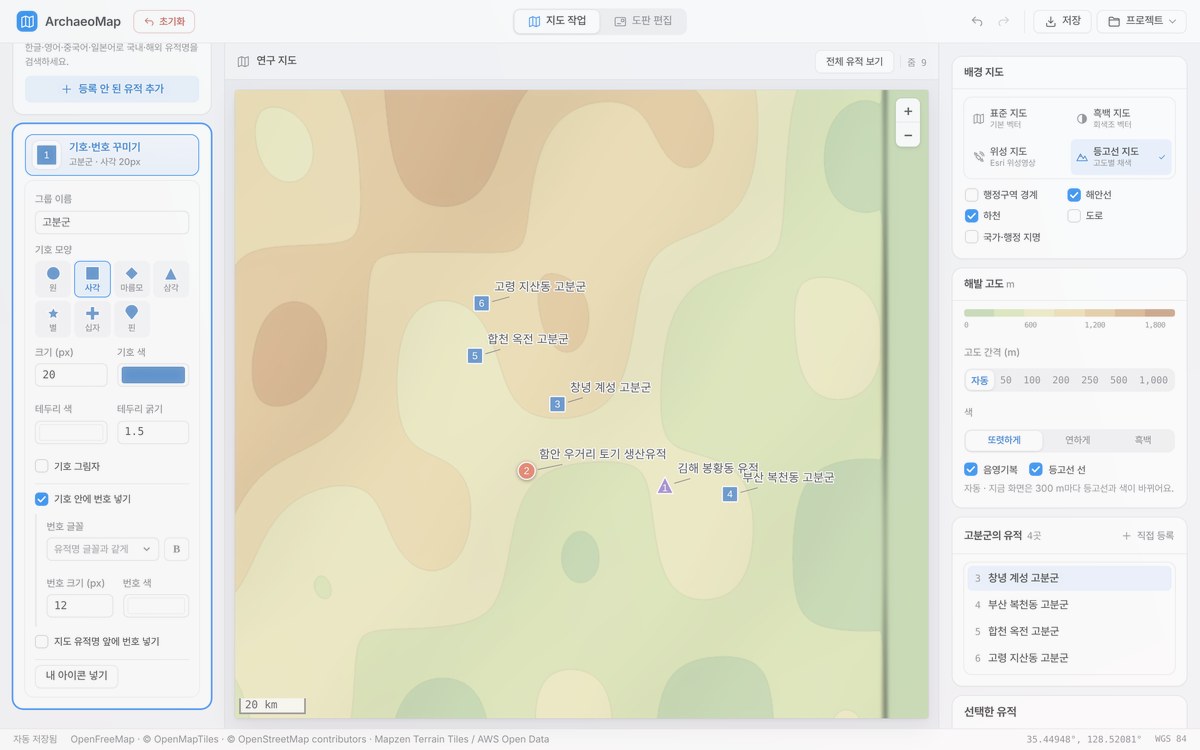 ArchaeoMap
초기화
지도 작업
도판 편집
저장
프로젝트
한글·영어·중국어·일본어로 국내·해외 유적명을
검색하세요.
+ 등록 안 된 유적 추가
1
기호·번호 꾸미기
고분군 · 사각 20px
그룹 이름
고분군
기호 모양
원
사각
마름모
삼각
별
십자
핀
크기 (px)
기호 색
20
테두리 색
테두리 굵기
1.5
기호 그림자
기호 안에 번호 넣기
번호 글꼴
유적명 글꼴과 같게
B
번호 크기 (px)
번호 색
12
지도 유적명 앞에 번호 넣기
내 아이콘 넣기
연구 지도
전체 유적 보기
줌 9
+
−
고령 지산동 고분군
6
합천 옥전 고분군
5
창녕 계성 고분군
3
함안 우거리 토기 생산유적
2
김해 봉황동 유적
1
부산 복천동 고분군
4
20 km
배경 지도
표준 지도
기본 벡터
흑백 지도
회색조 벡터
위성 지도
Esri 위성영상
등고선 지도
고도별 채색
행정구역 경계
해안선
하천
도로
국가·행정 지명
해발 고도 m
0 600 1,200 1,800
고도 간격 (m)
자동 50 100 200 250 500 1,000
색
또렷하게
연하게
흑백
음영기복
등고선 선
자동 · 지금 화면은 300 m마다 등고선과 색이 바뀌어요.
고분군의 유적 4곳
+ 직접 등록
3 창녕 계성 고분군
4 부산 복천동 고분군
5 합천 옥전 고분군
6 고령 지산동 고분군
선택한 유적
자동 저장됨
OpenFreeMap · © OpenMapTiles · © OpenStreetMap contributors · Mapzen Terrain Tiles / AWS Open Data
35.44948°, 128.52081°
WGS 84